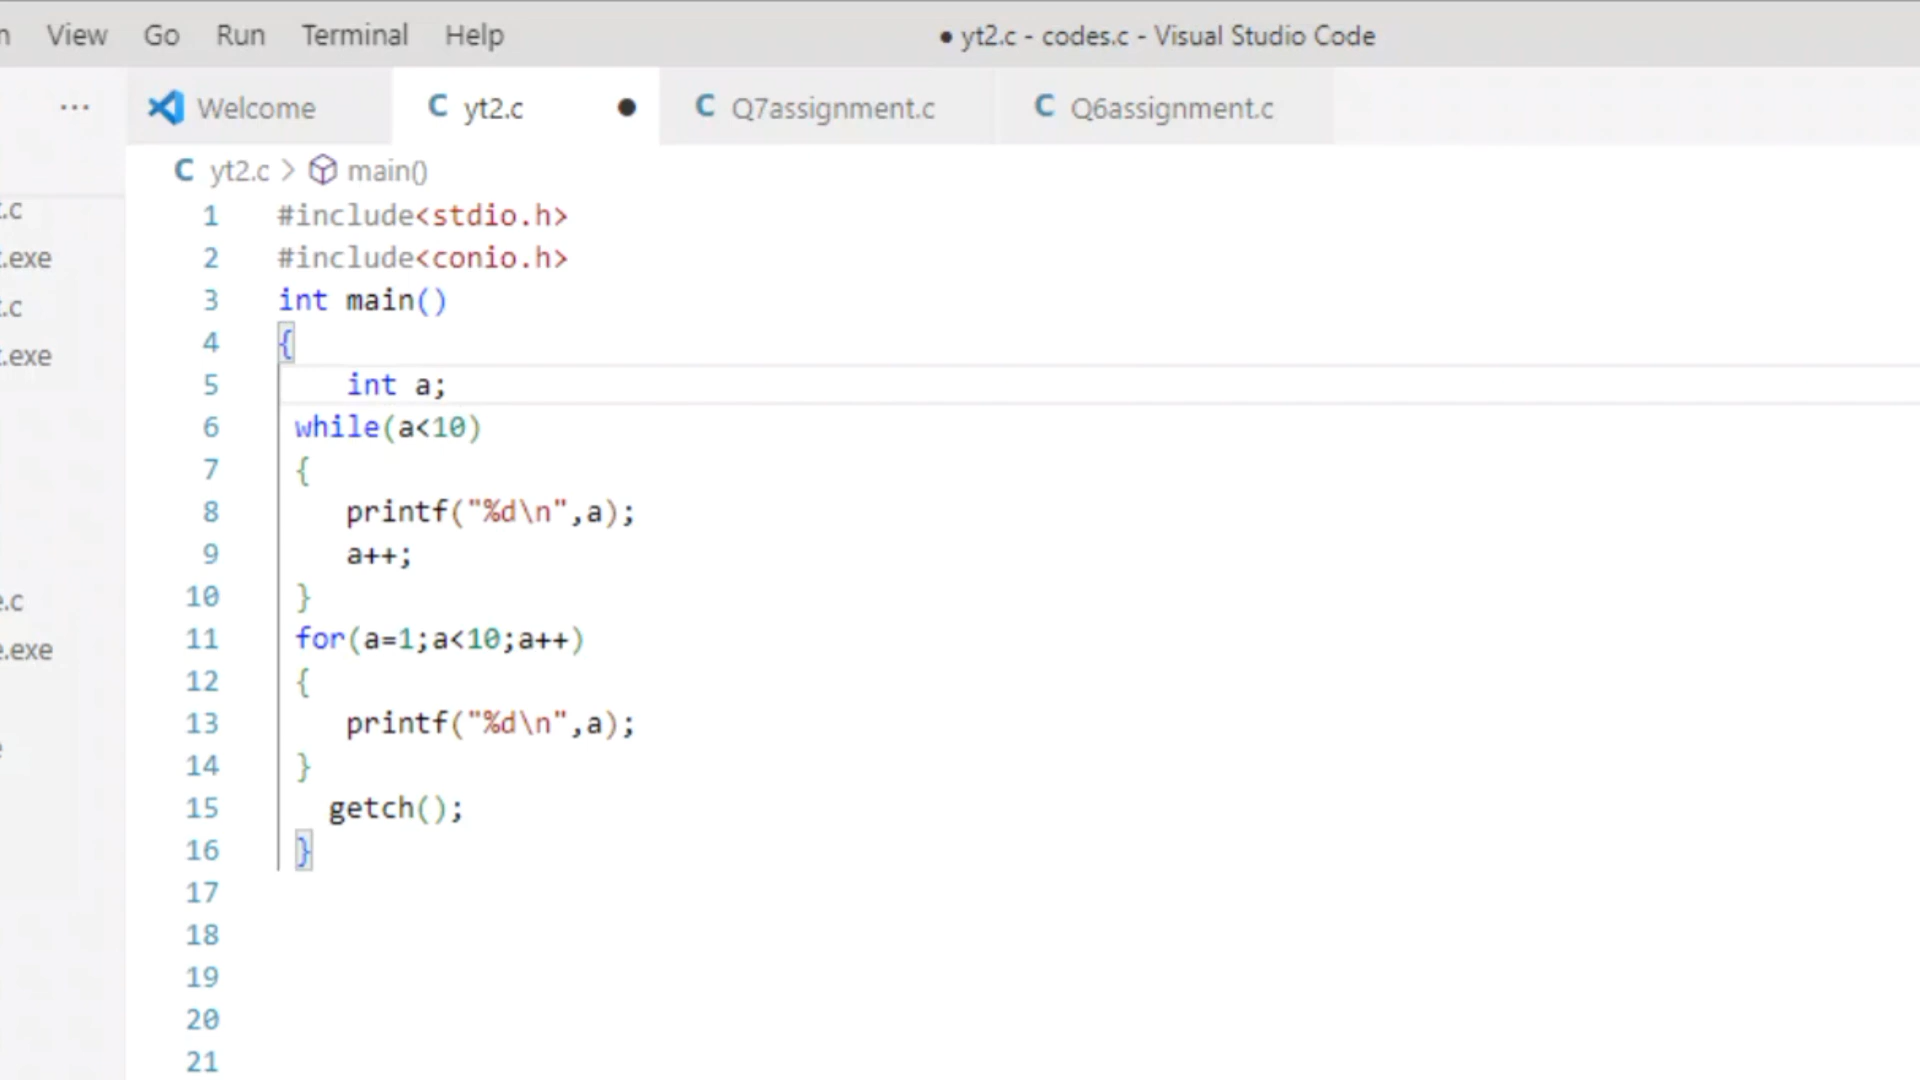 View Go Run Terminal Help ● yt2.c - codes.c - Visual Studio Code
··· Welcome C yt2.c ● C Q7assignment.c C Q6assignment.c
C yt2.c > main()
.c
.exe
.c
.exe
.c
.exe
1 #include<stdio.h>
2 #include<conio.h>
3 int main()
4 {
5 int a;
6 while(a<10)
7 {
8 printf("%d\n",a);
9 a++;
10 }
11 for(a=1;a<10;a++)
12 {
13 printf("%d\n",a);
14 }
15 getch();
16 }
17
18
19
20
21